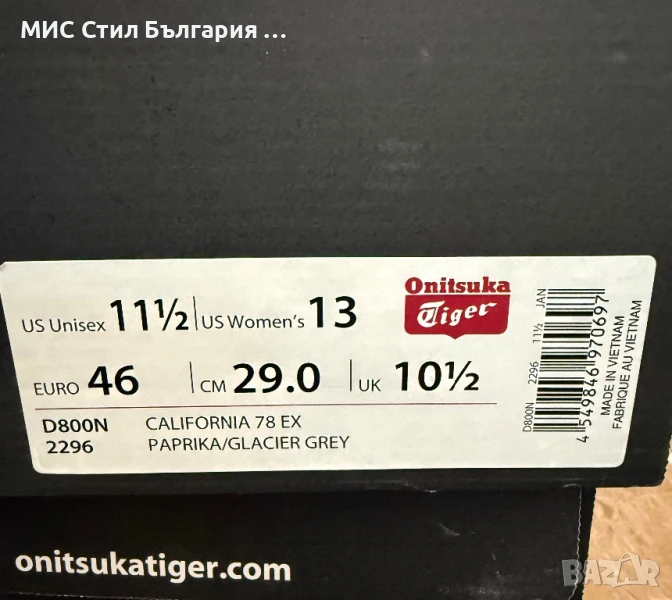 МИС Стил България ...
Onitsuka
Tiger
US Unisex 11½ US Women's 13
EURO 46 CM 29.0 UK 10½
D800N CALIFORNIA 78 EX
2296 PAPRIKA/GLACIER GREY
D800N 2296 11½ JAN
4 549846 970697
MADE IN VIETNAM
FABRIQUE AU VIETNAM
onitsukatiger.com
BAZAR